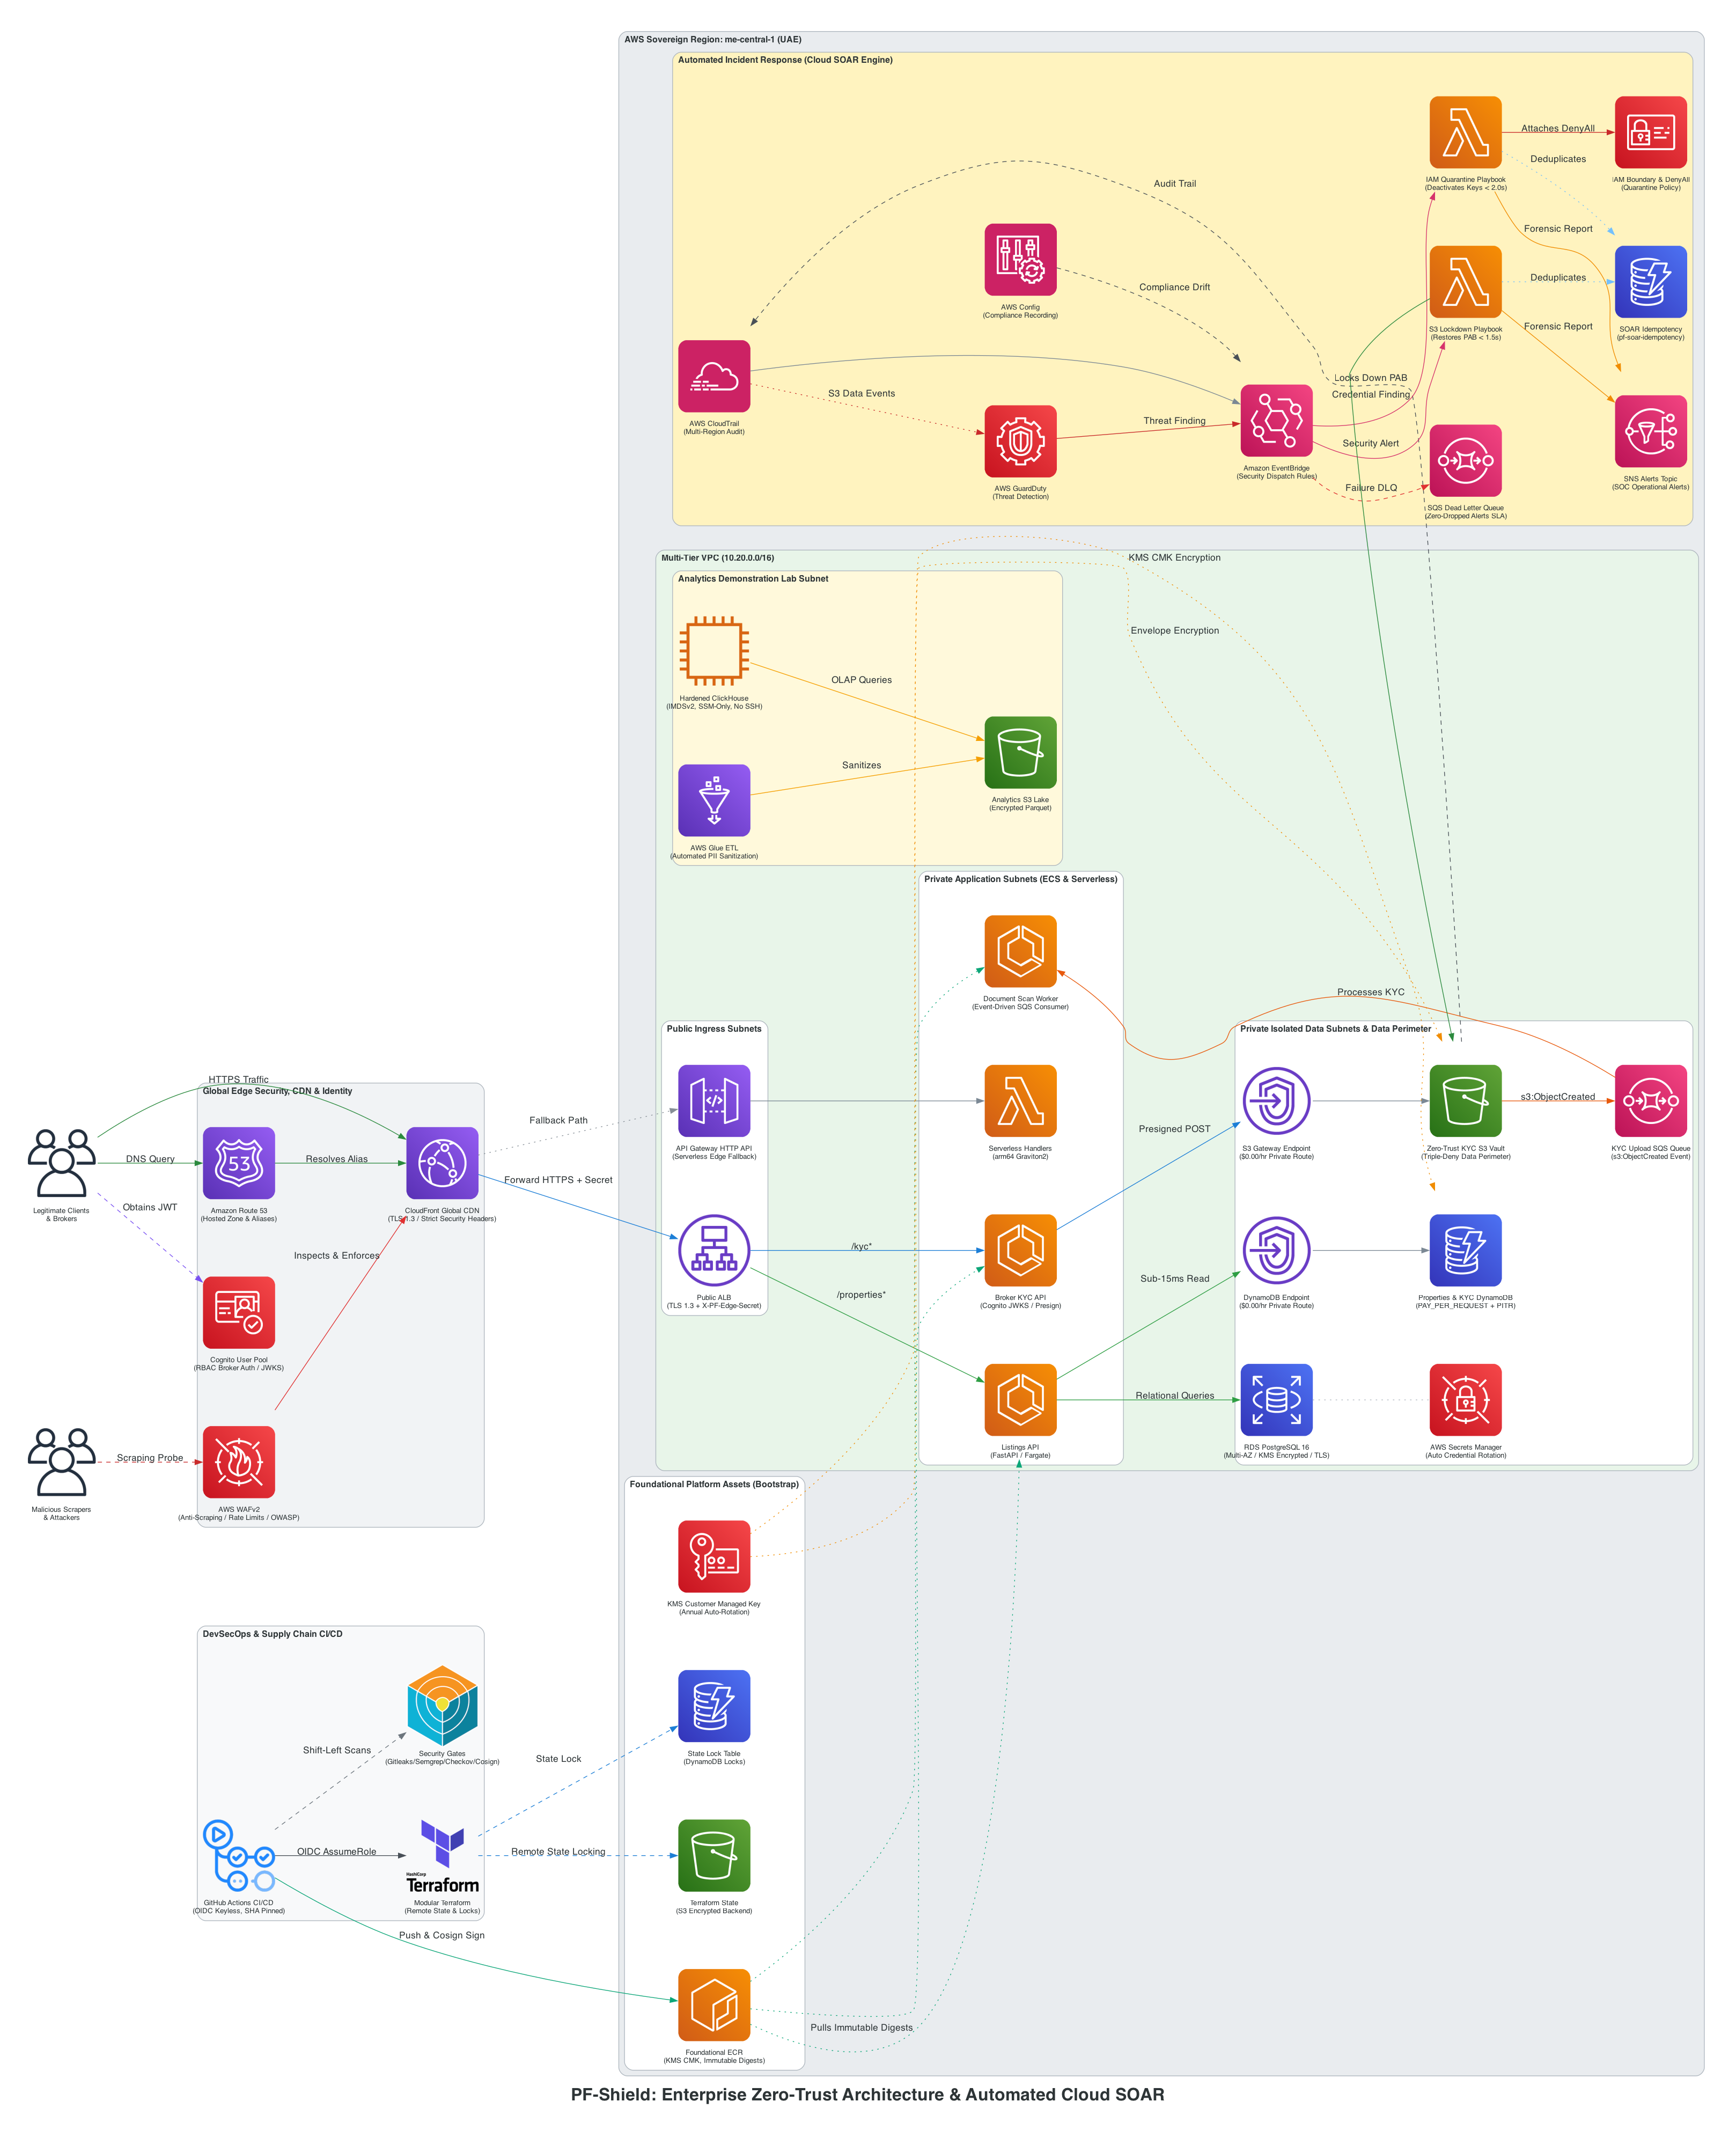 AWS Sovereign Region: me-central-1 (UAE)
Automated Incident Response (Cloud SOAR Engine)
IAM Quarantine Playbook
(Deactivates Keys < 2.0s)
Attaches DenyAll
IAM Boundary & DenyAll
(Quarantine Policy)
Deduplicates
Audit Trail
Forensic Report
AWS Config
(Compliance Recording)
Compliance Drift
S3 Lockdown Playbook
(Restores PAB < 1.5s)
Deduplicates
SOAR Idempotency
(pf-soar-idempotency)
Forensic Report
AWS CloudTrail
(Multi-Region Audit)
S3 Data Events
Locks Down PAB
Credential Finding
AWS GuardDuty
(Threat Detection)
Threat Finding
Amazon EventBridge
(Security Dispatch Rules)
Security Alert
Failure DLQ
SQS Dead Letter Queue
(Zero-Dropped Alerts SLA)
SNS Alerts Topic
(SOC Operational Alerts)
Multi-Tier VPC (10.20.0.0/16)
KMS CMK Encryption
Analytics Demonstration Lab Subnet
Envelope Encryption
Hardened ClickHouse
(IMDSv2, SSM-Only, No SSH)
OLAP Queries
Sanitizes
Analytics S3 Lake
(Encrypted Parquet)
AWS Glue ETL
(Automated PII Sanitization)
Private Application Subnets (ECS & Serverless)
Document Scan Worker
(Event-Driven SQS Consumer)
Processes KYC
Public Ingress Subnets
Private Isolated Data Subnets & Data Perimeter
API Gateway HTTP API
(Serverless Edge Fallback)
Serverless Handlers
(arm64 Graviton2)
Presigned POST
S3 Gateway Endpoint
($0.00/hr Private Route)
Zero-Trust KYC S3 Vault
(Triple-Deny Data Perimeter)
s3:ObjectCreated
KYC Upload SQS Queue
(s3:ObjectCreated Event)
HTTPS Traffic
Global Edge Security, CDN & Identity
Legitimate Clients
& Brokers
DNS Query
53
Amazon Route 53
(Hosted Zone & Aliases)
Resolves Alias
CloudFront Global CDN
(TLS 1.3 / Strict Security Headers)
Fallback Path
Forward HTTPS + Secret
Obtains JWT
Inspects & Enforces
Cognito User Pool
(RBAC Broker Auth / JWKS)
Public ALB
(TLS 1.3 + X-PF-Edge-Secret)
/kyc*
/properties*
Broker KYC API
(Cognito JWKS / Presign)
Sub-15ms Read
DynamoDB Endpoint
($0.00/hr Private Route)
Properties & KYC DynamoDB
(PAY_PER_REQUEST + PITR)
Malicious Scrapers
& Attackers
Scraping Probe
AWS WAFv2
(Anti-Scraping / Rate Limits / OWASP)
Listings API
(FastAPI / Fargate)
Relational Queries
RDS PostgreSQL 16
(Multi-AZ / KMS Encrypted / TLS)
AWS Secrets Manager
(Auto Credential Rotation)
Foundational Platform Assets (Bootstrap)
KMS Customer Managed Key
(Annual Auto-Rotation)
DevSecOps & Supply Chain CI/CD
Security Gates
(Gitleaks/Semgrep/Checkov/Cosign)
Shift-Left Scans
State Lock
State Lock Table
(DynamoDB Locks)
GitHub Actions CI/CD
(OIDC Keyless, SHA Pinned)
OIDC AssumeRole
HashiCorp
Terraform
Modular Terraform
(Remote State & Locks)
Remote State Locking
Terraform State
(S3 Encrypted Backend)
Push & Cosign Sign
Foundational ECR
(KMS CMK, Immutable Digests)
Pulls Immutable Digests
PF-Shield: Enterprise Zero-Trust Architecture & Automated Cloud SOAR